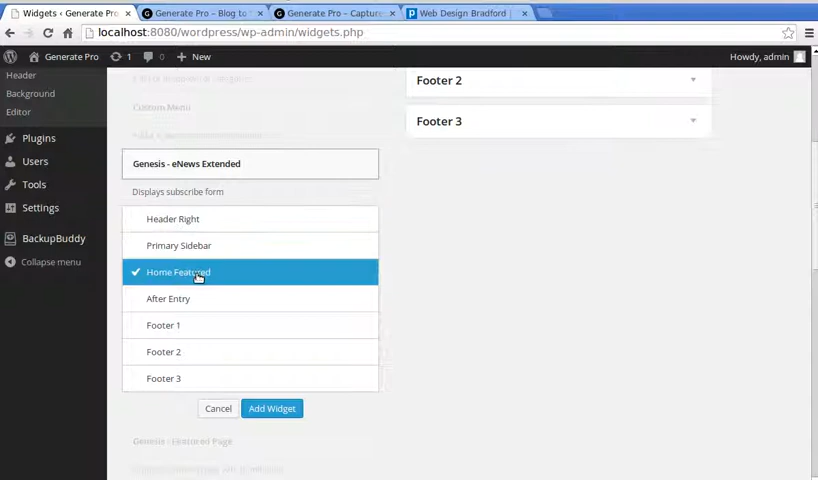 Widgets ‹ Generate Pro
Generate Pro – Blog to
Generate Pro – Capture
Web Design Bradford |
localhost:8080/wordpress/wp-admin/widgets.php
Generate Pro
1
0
New
Howdy, admin
Header
Background
Editor
Plugins
Users
Tools
Settings
BackupBuddy
Collapse menu
Custom Menu
Genesis - eNews Extended
Displays subscribe form
Header Right
Primary Sidebar
Home Featured
After Entry
Footer 1
Footer 2
Footer 3
Cancel
Add Widget
Genesis - Featured Page
Footer 2
Footer 3